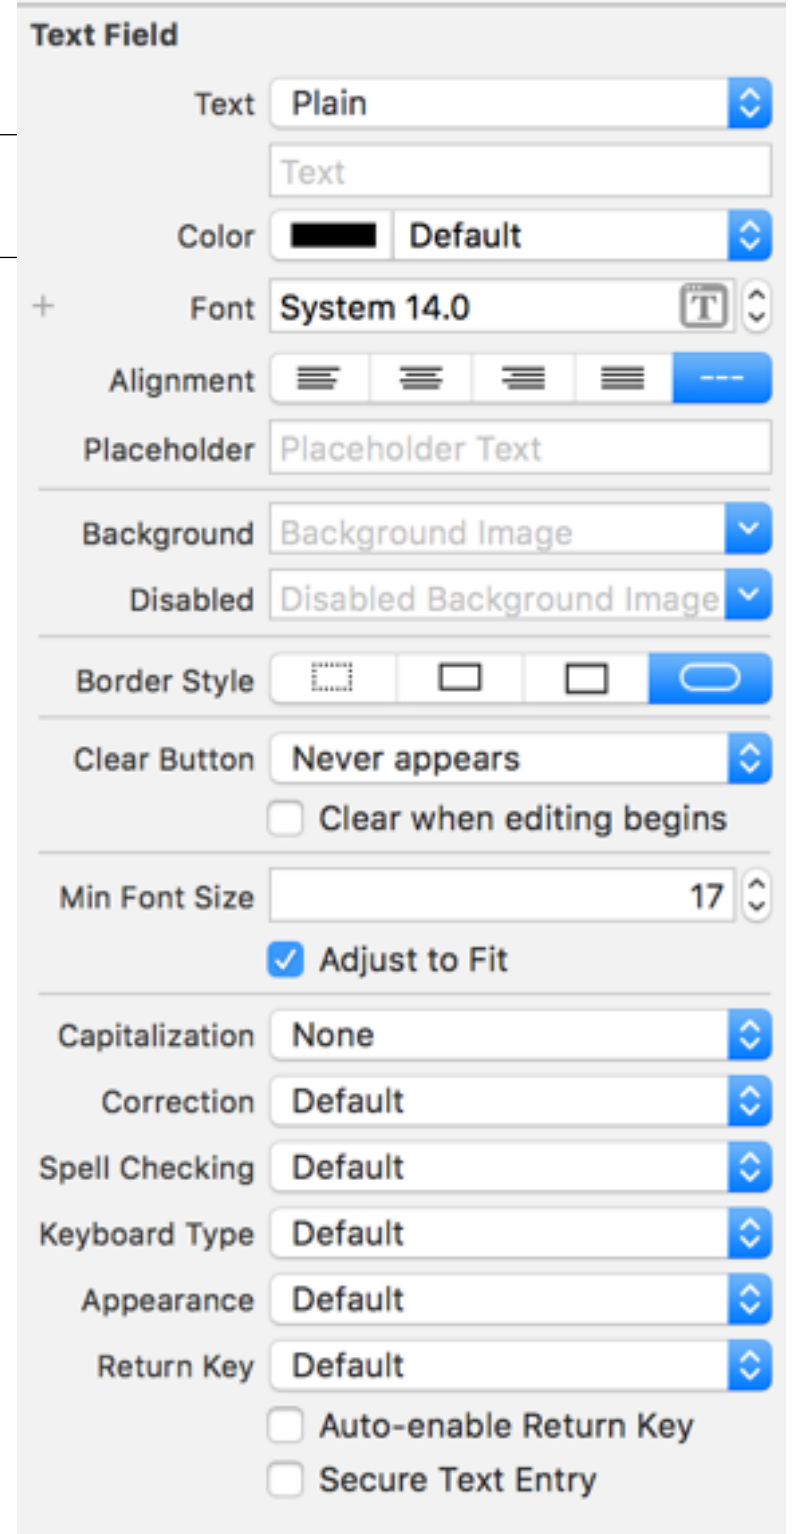 Text Field
Text Plain
Text
Color Default
+ Font System 14.0 T
Alignment ---
Placeholder Placeholder Text
Background Background Image
Disabled Disabled Background Image
Border Style
Clear Button Never appears
Clear when editing begins
Min Font Size 17
Adjust to Fit
Capitalization None
Correction Default
Spell Checking Default
Keyboard Type Default
Appearance Default
Return Key Default
Auto-enable Return Key
Secure Text Entry